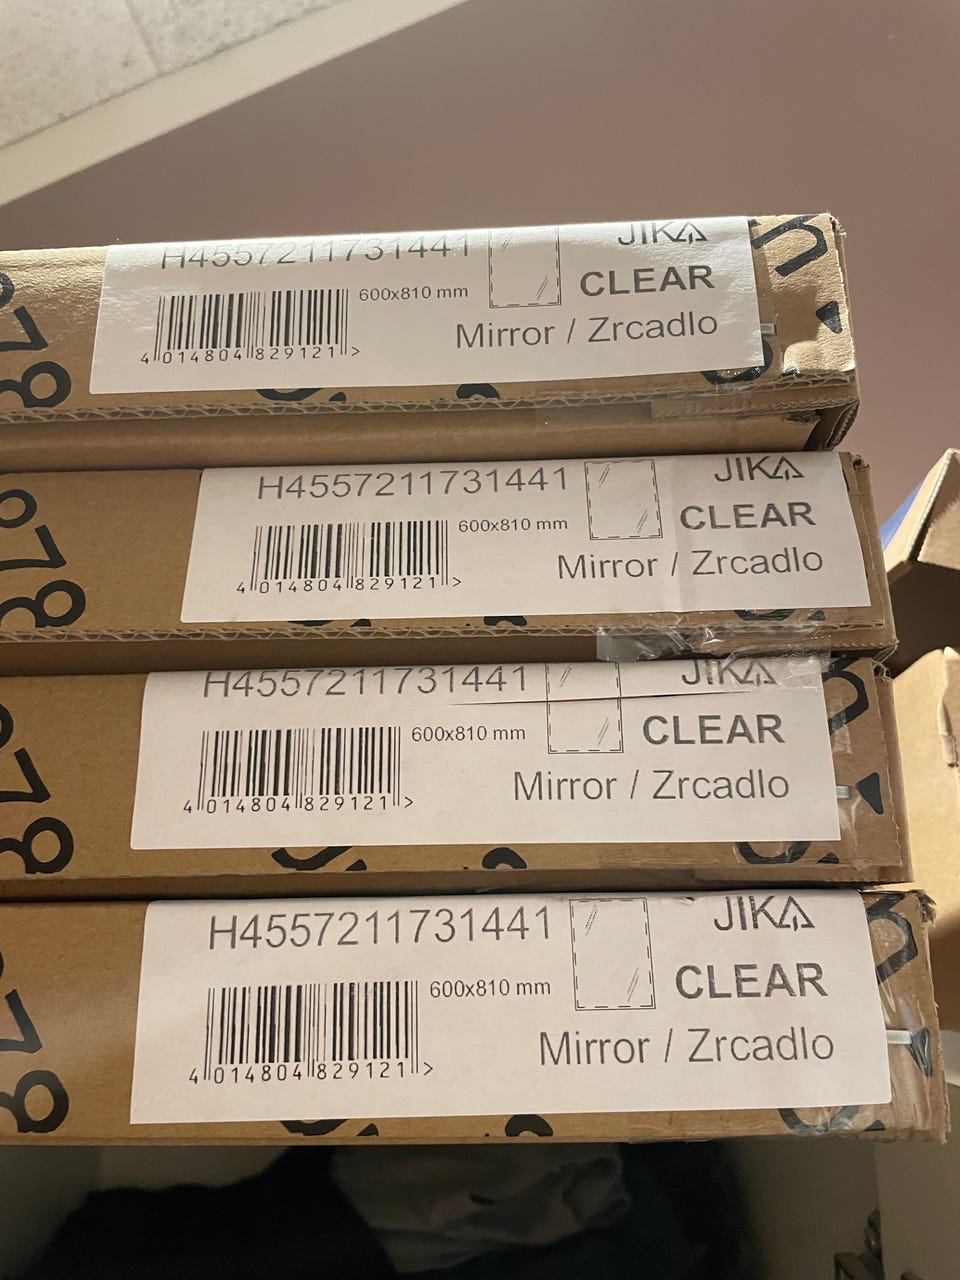 H4557211731441
JIKA
600x810 mm
CLEAR
Mirror / Zrcadlo
4 014804 829121 >
H4557211731441
JIKA
600x810 mm
CLEAR
Mirror / Zrcadlo
4 014804 829121 >
H4557211731441
JIKA
600x810 mm
CLEAR
Mirror / Zrcadlo
4 014804 829121 >
H4557211731441
JIKA
600x810 mm
CLEAR
Mirror / Zrcadlo
4 014804 829121 >